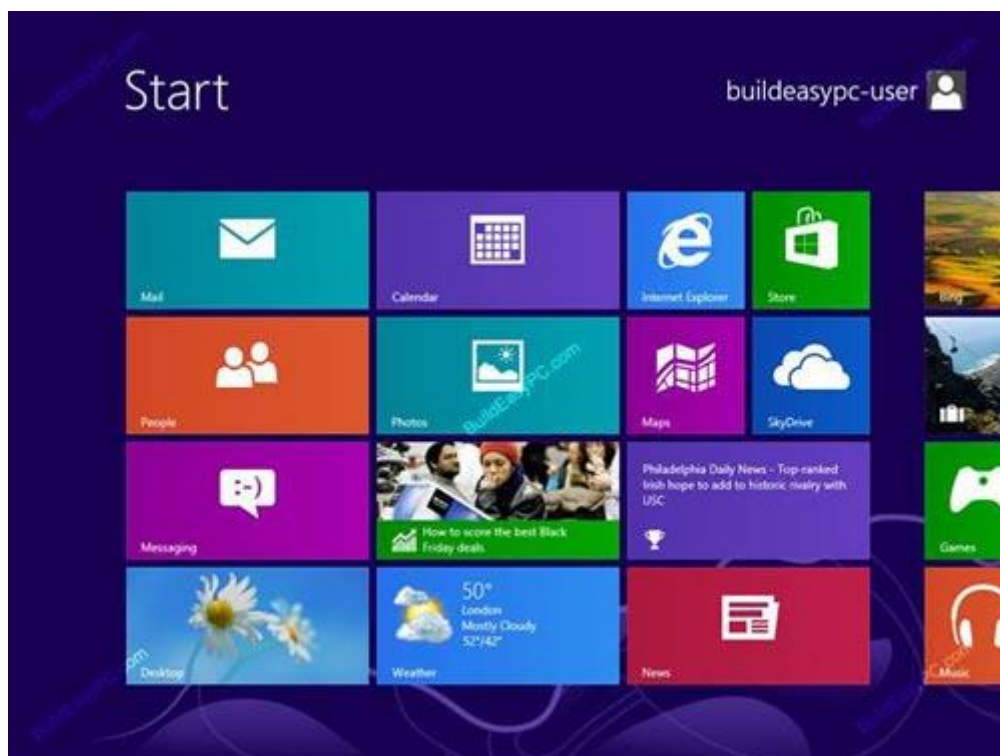 Start
buildeasypc-user
Mail
Calendar
Internet Explorer
Store
Bing
People
Photos
Maps
SkyDrive
BuildEasyPC.com
Messaging
:-)
How to score the best Black
Friday deals
Philadelphia Daily News - Top-ranked
Irish hope to add to historic rivalry with
USC
Games
Desktop
50°
London
Mostly Cloudy
52°/42°
Weather
News
Music